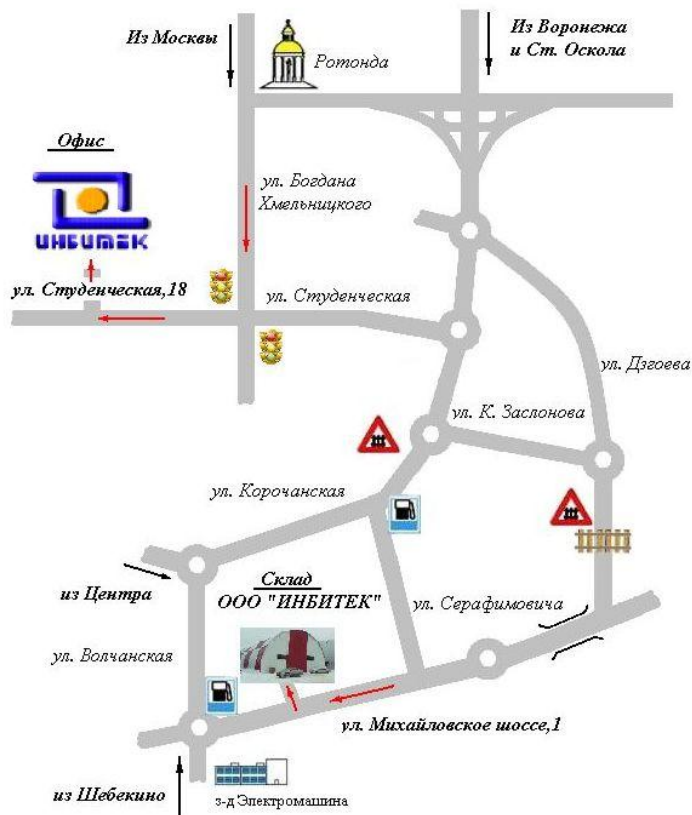 Из Москвы
Из Воронежа
и Ст. Оскола
Ротонда
Офис
ул. Богдана
Хмельницкого
ИНБИТЕК
ул. Студенческая,18
ул. Студенческая
ул. Дзгоева
ул. К. Заслонова
ул. Корочанская
из Центра
Склад
ООО "ИНБИТЕК"
ул. Серафимовича
ул. Волчанская
ул. Михайловское шоссе,1
из Шебекино
з-д Электромашина